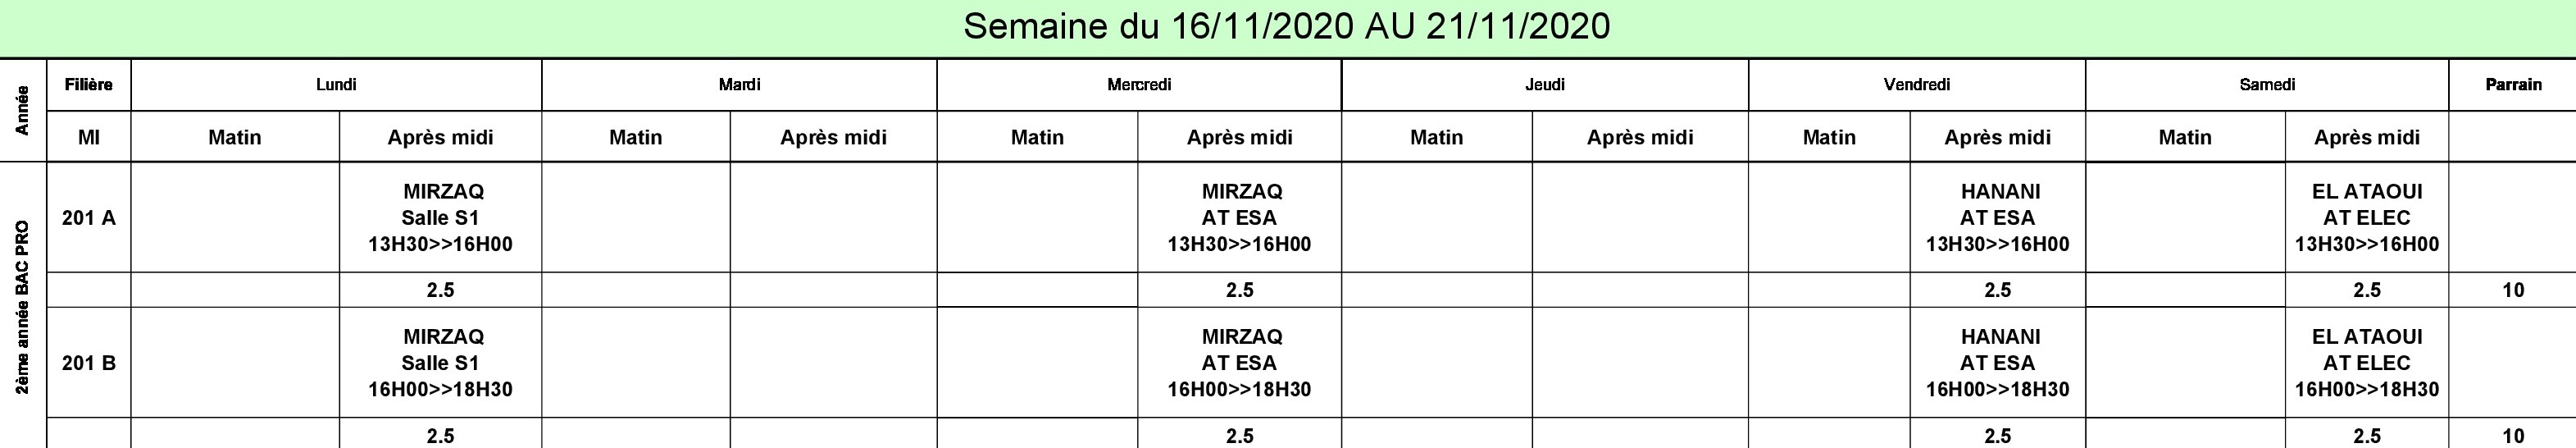 Semaine du 16/11/2020 AU 21/11/2020
Année
Filière
Lundi
Mardi
Mercredi
Jeudi
Vendredi
Samedi
Parrain
MI
Matin
Après midi
Matin
Après midi
Matin
Après midi
Matin
Après midi
Matin
Après midi
Matin
Après midi
2ème année BAC PRO
201 A
MIRZAQ
Salle S1
13H30>>16H00
MIRZAQ
AT ESA
13H30>>16H00
HANANI
AT ESA
13H30>>16H00
EL ATAOUI
AT ELEC
13H30>>16H00
2.5
2.5
2.5
2.5
10
201 B
MIRZAQ
Salle S1
16H00>>18H30
MIRZAQ
AT ESA
16H00>>18H30
HANANI
AT ESA
16H00>>18H30
EL ATAOUI
AT ELEC
16H00>>18H30
2.5
2.5
2.5
2.5
10